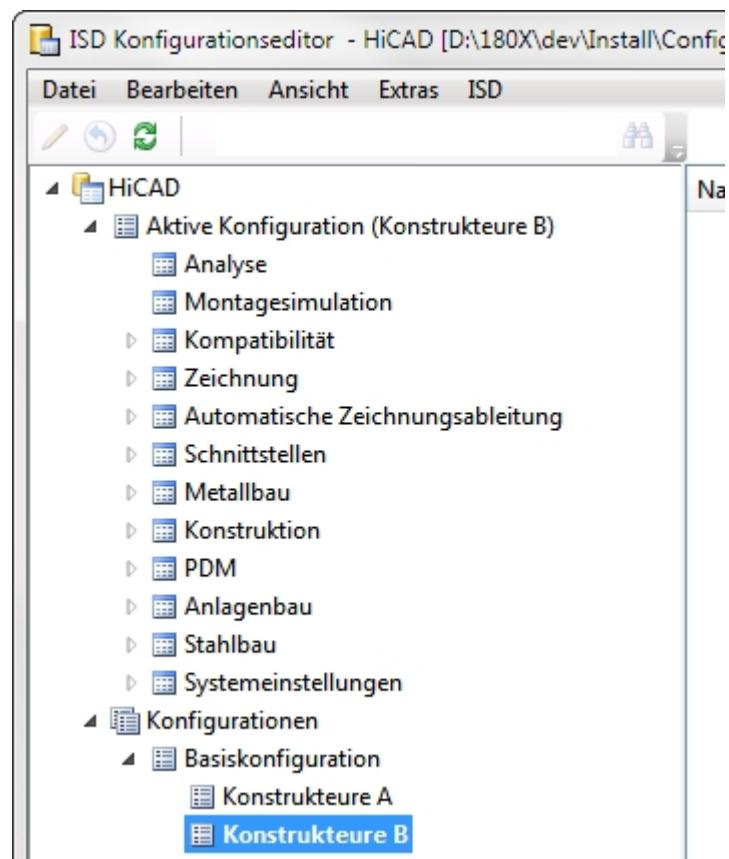 ISD Konfigurationseditor - HiCAD [D:\180X\dev\Install\Config
Datei Bearbeiten Ansicht Extras ISD
HiCAD
Na
Aktive Konfiguration (Konstrukteure B)
Analyse
Montagesimulation
Kompatibilität
Zeichnung
Automatische Zeichnungsableitung
Schnittstellen
Metallbau
Konstruktion
PDM
Anlagenbau
Stahlbau
Systemeinstellungen
Konfigurationen
Basiskonfiguration
Konstrukteure A
Konstrukteure B